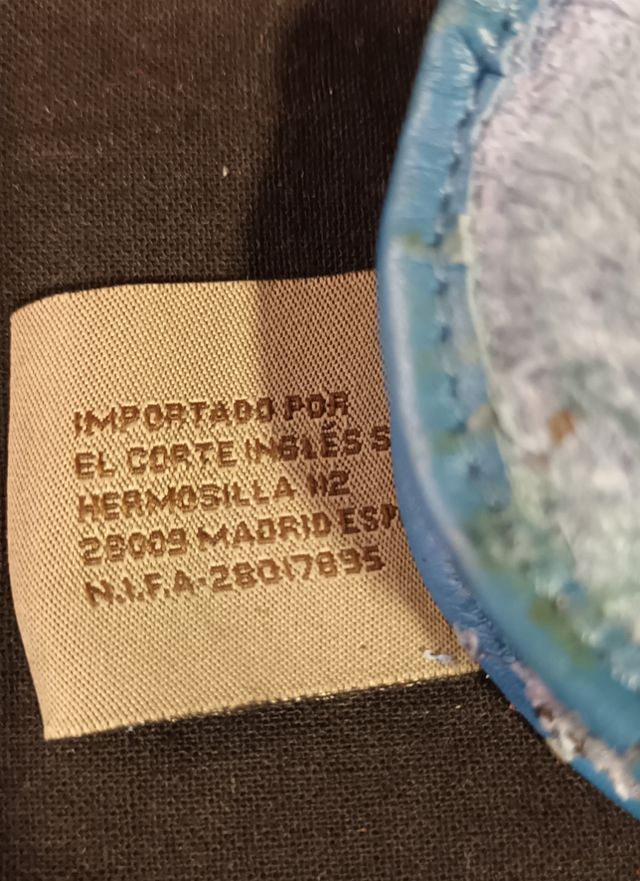 IMPORTADO POR
EL CORTE INGLÉS S
HERMOSILLA 112
28009 MADRID ESP
N.I.F.A-28017895